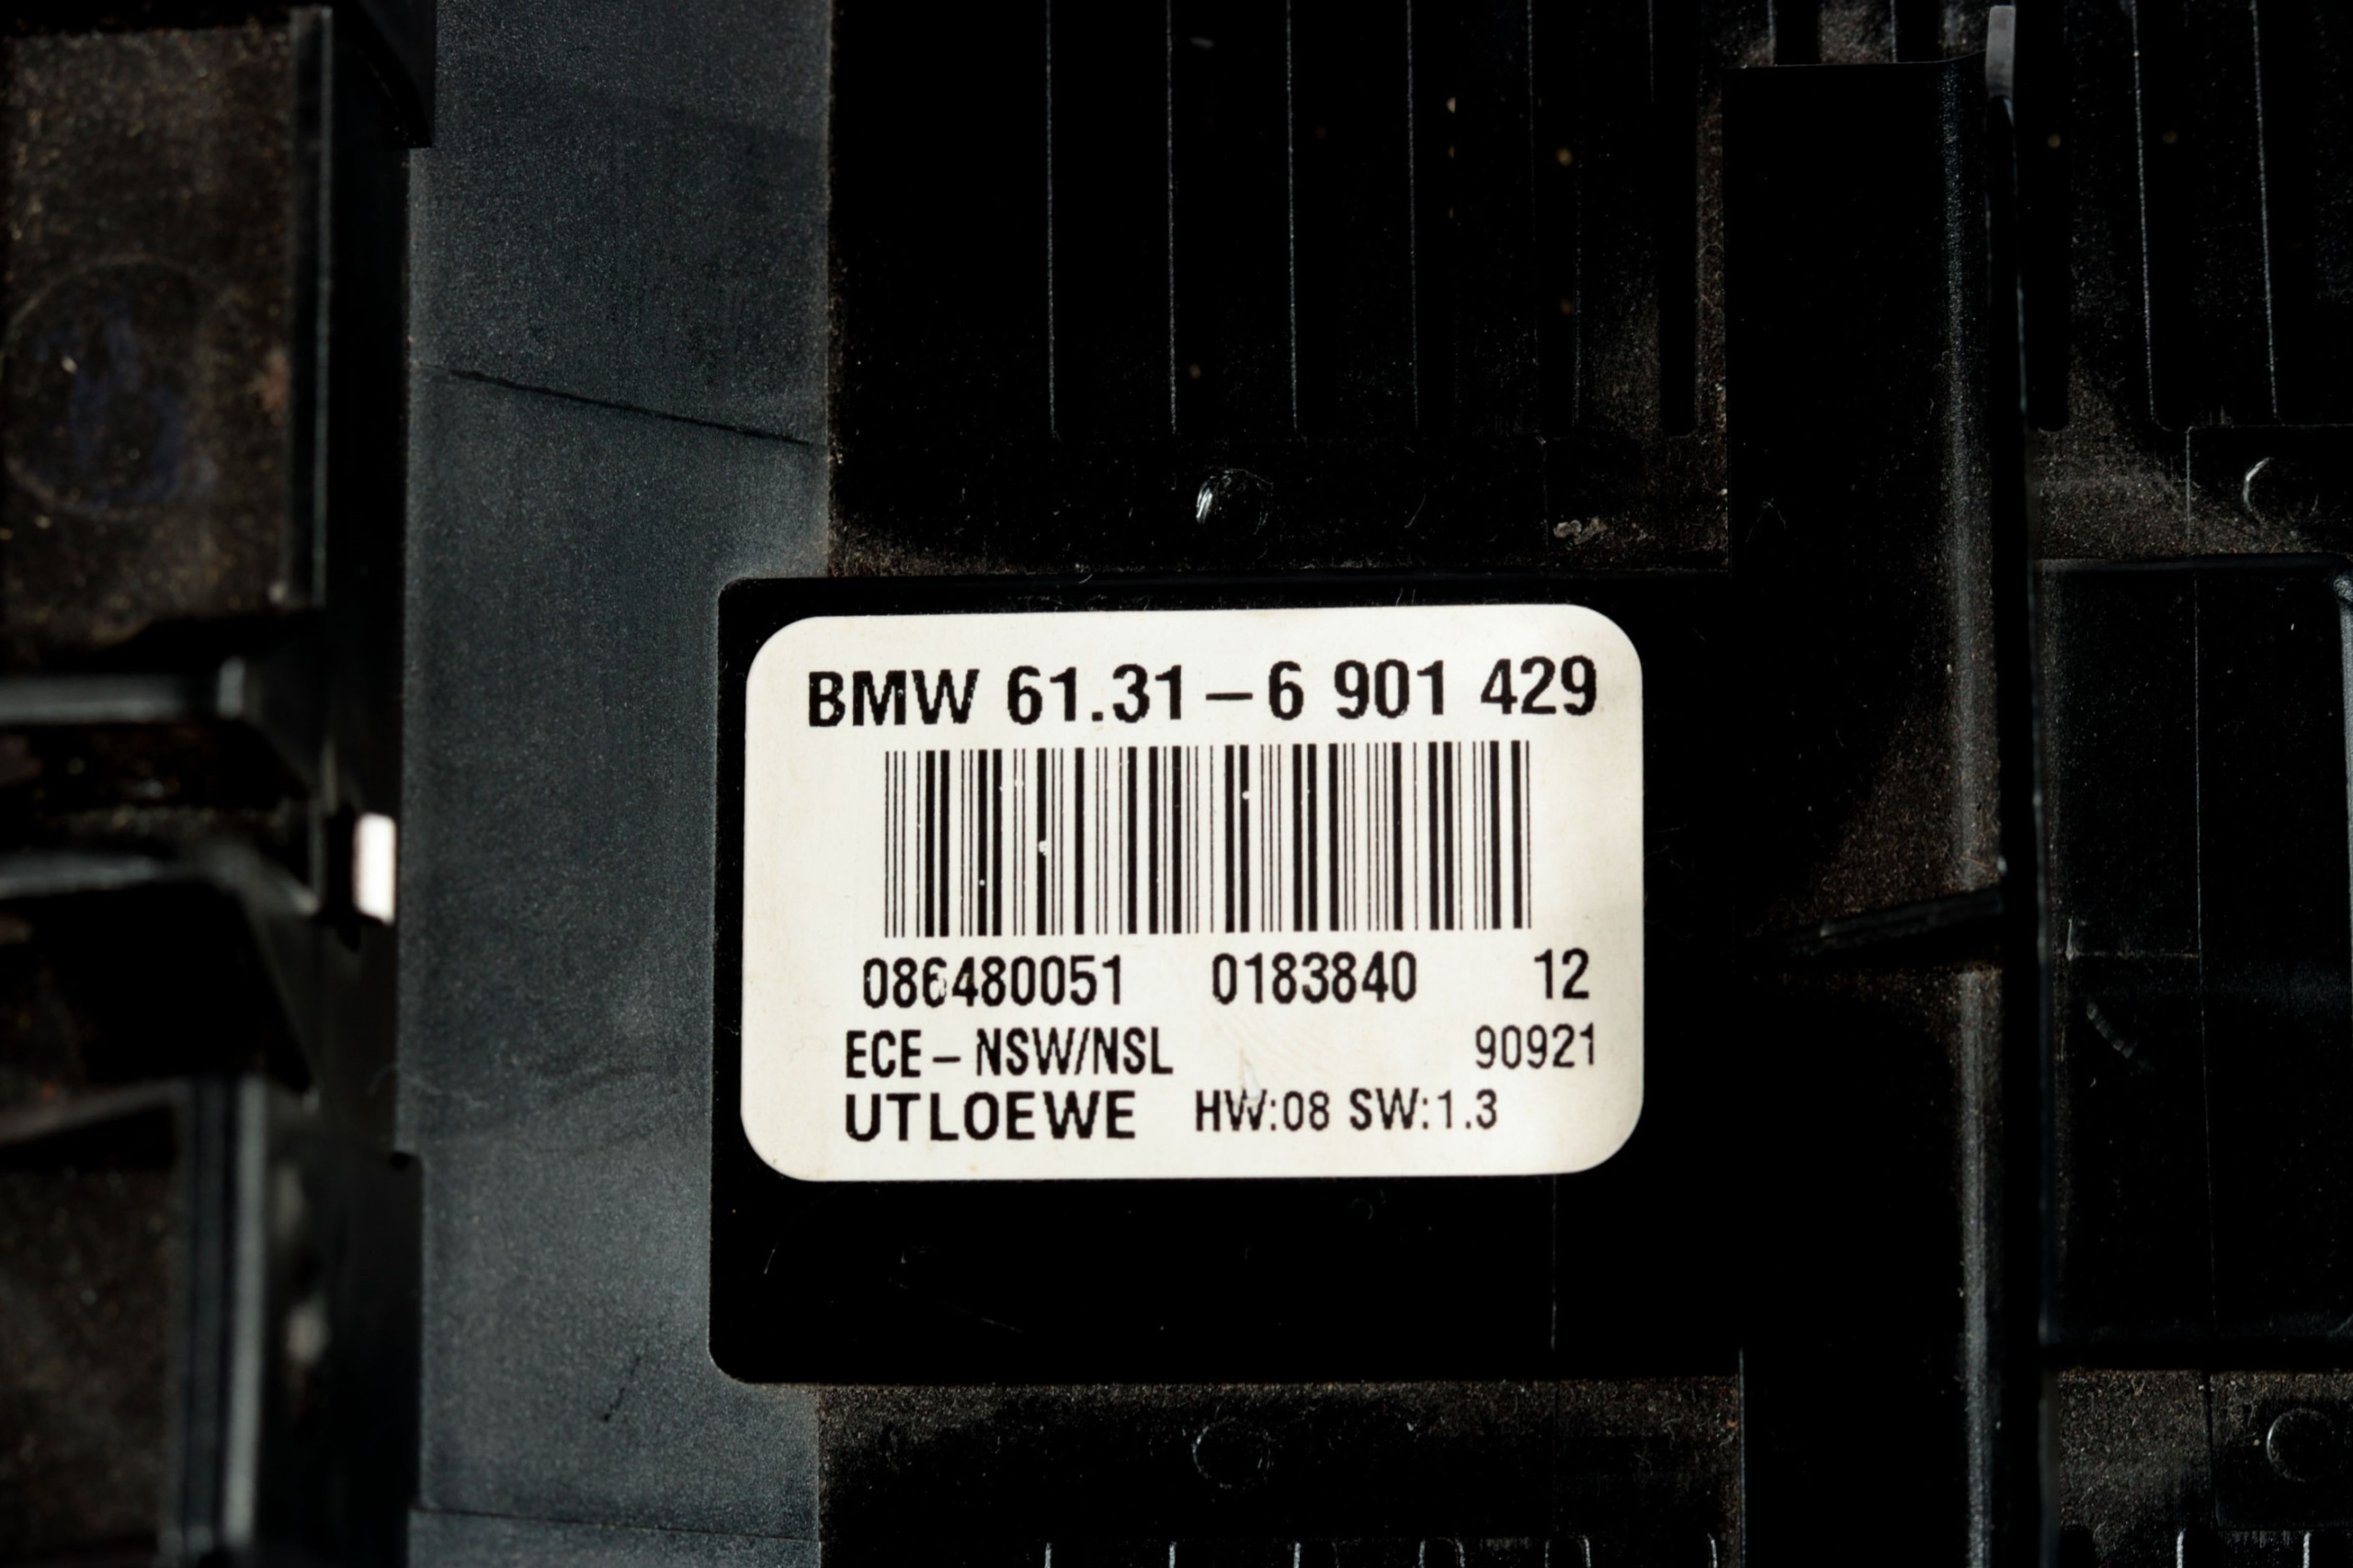 BMW 61.31-6 901 429
086480051 0183840 12
ECE-NSW/NSL 90921
UTLOEWE HW:08 SW:1.3